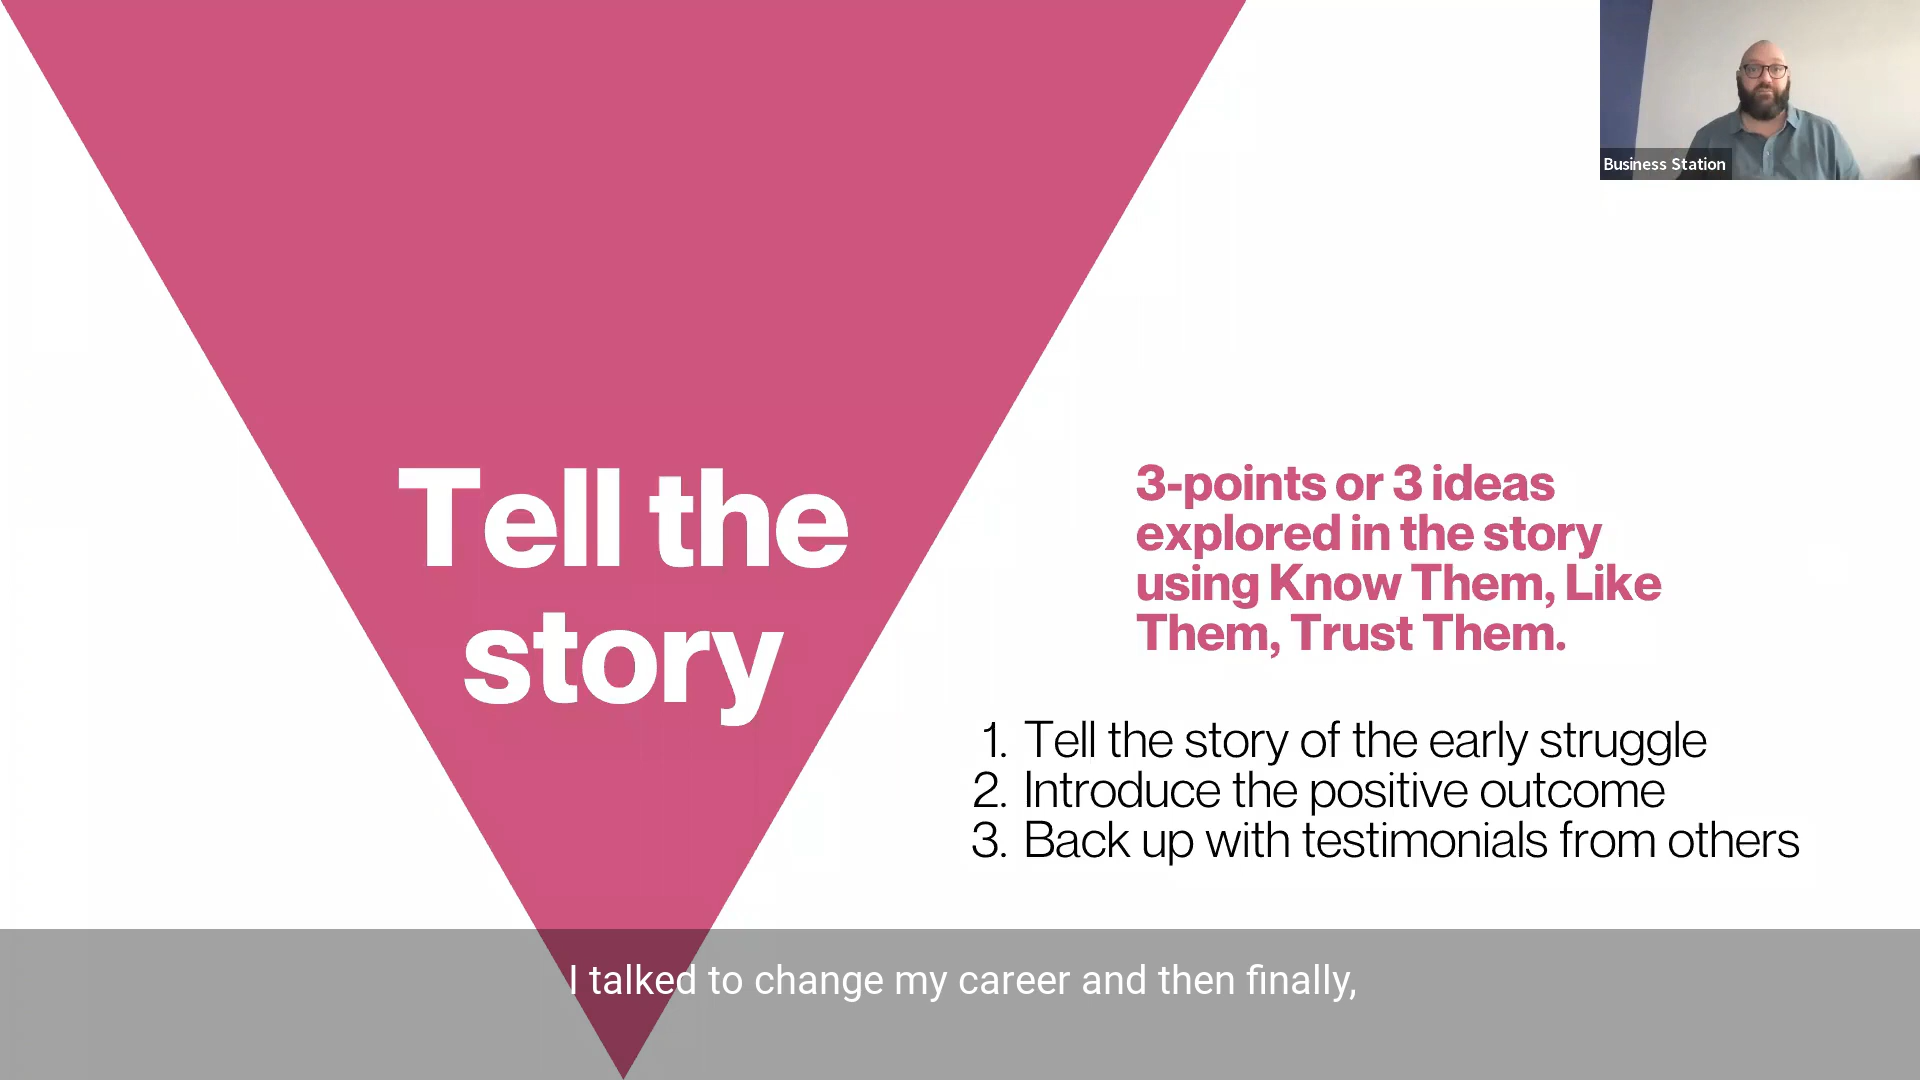 Business Station
Tell the
story
3-points or 3 ideas
explored in the story
using Know Them, Like
Them, Trust Them.
1. Tell the story of the early struggle
2. Introduce the positive outcome
3. Back up with testimonials from others
I talked to change my career and then finally,